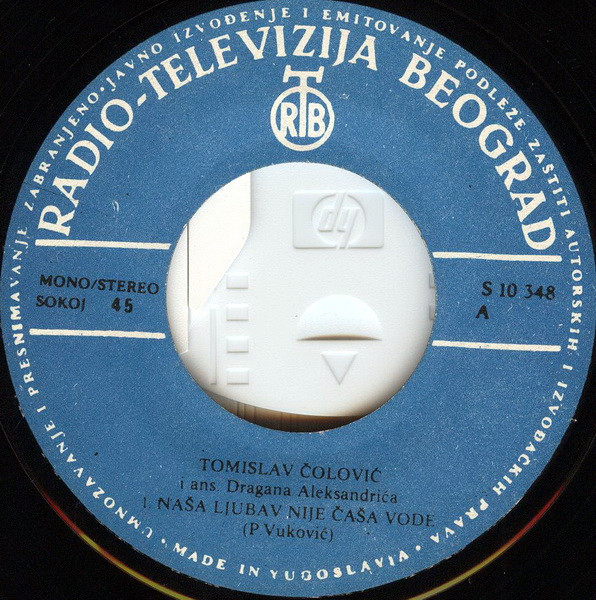 UMNOŽAVANJE I PRESNIMAVANJE ZABRANJENO • JAVNO IZVOĐENJE I EMITOVANJE PODLEŽE ZAŠTITI AUTORSKIH I IZVOĐAČKIH PRAVA •
RADIO-TELEVIZIJA BEOGRAD
RTB
MONO/STEREO
SOKOJ 45
S 10 348
A
hp
TOMISLAV ČOLOVIĆ
i ans. Dragana Aleksandrića
1. NAŠA LJUBAV NIJE ČAŠA VODE
(P Vuković)
• MADE IN YUGOSLAVIA •